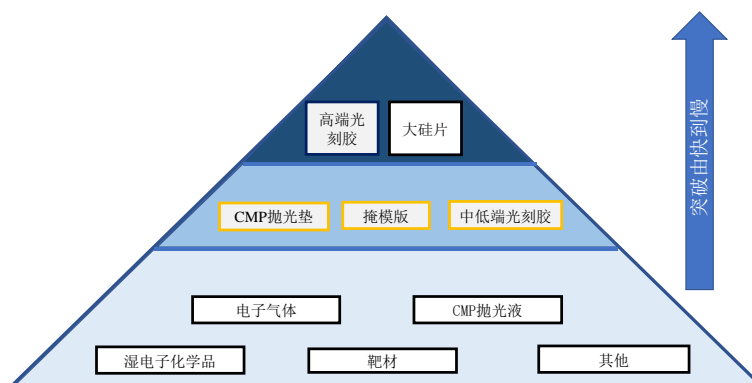 高端光
刻胶
大硅片
CMP抛光垫
掩模版
中低端光刻胶
电子气体
CMP抛光液
湿电子化学品
靶材
其他
突破由快到慢